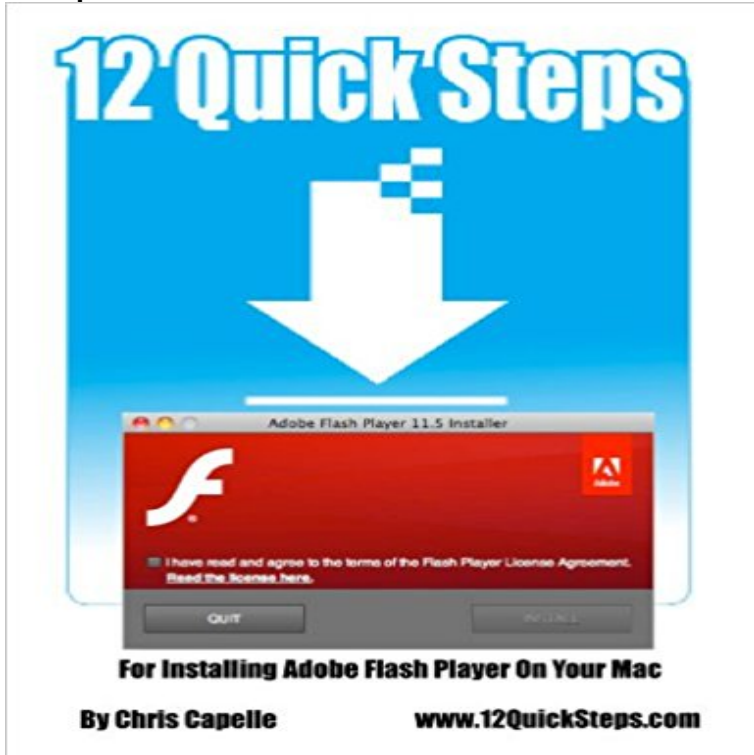 12 Quick Steps
Adobe Flash Player 11.5 Installer
Adobe
I have read and agree to the terms of the Flash Player License Agreement.
Read the license here.
QUIT
INSTALL
For Installing Adobe Flash Player On Your Mac
By Chris Capelle
www.12QuickSteps.com